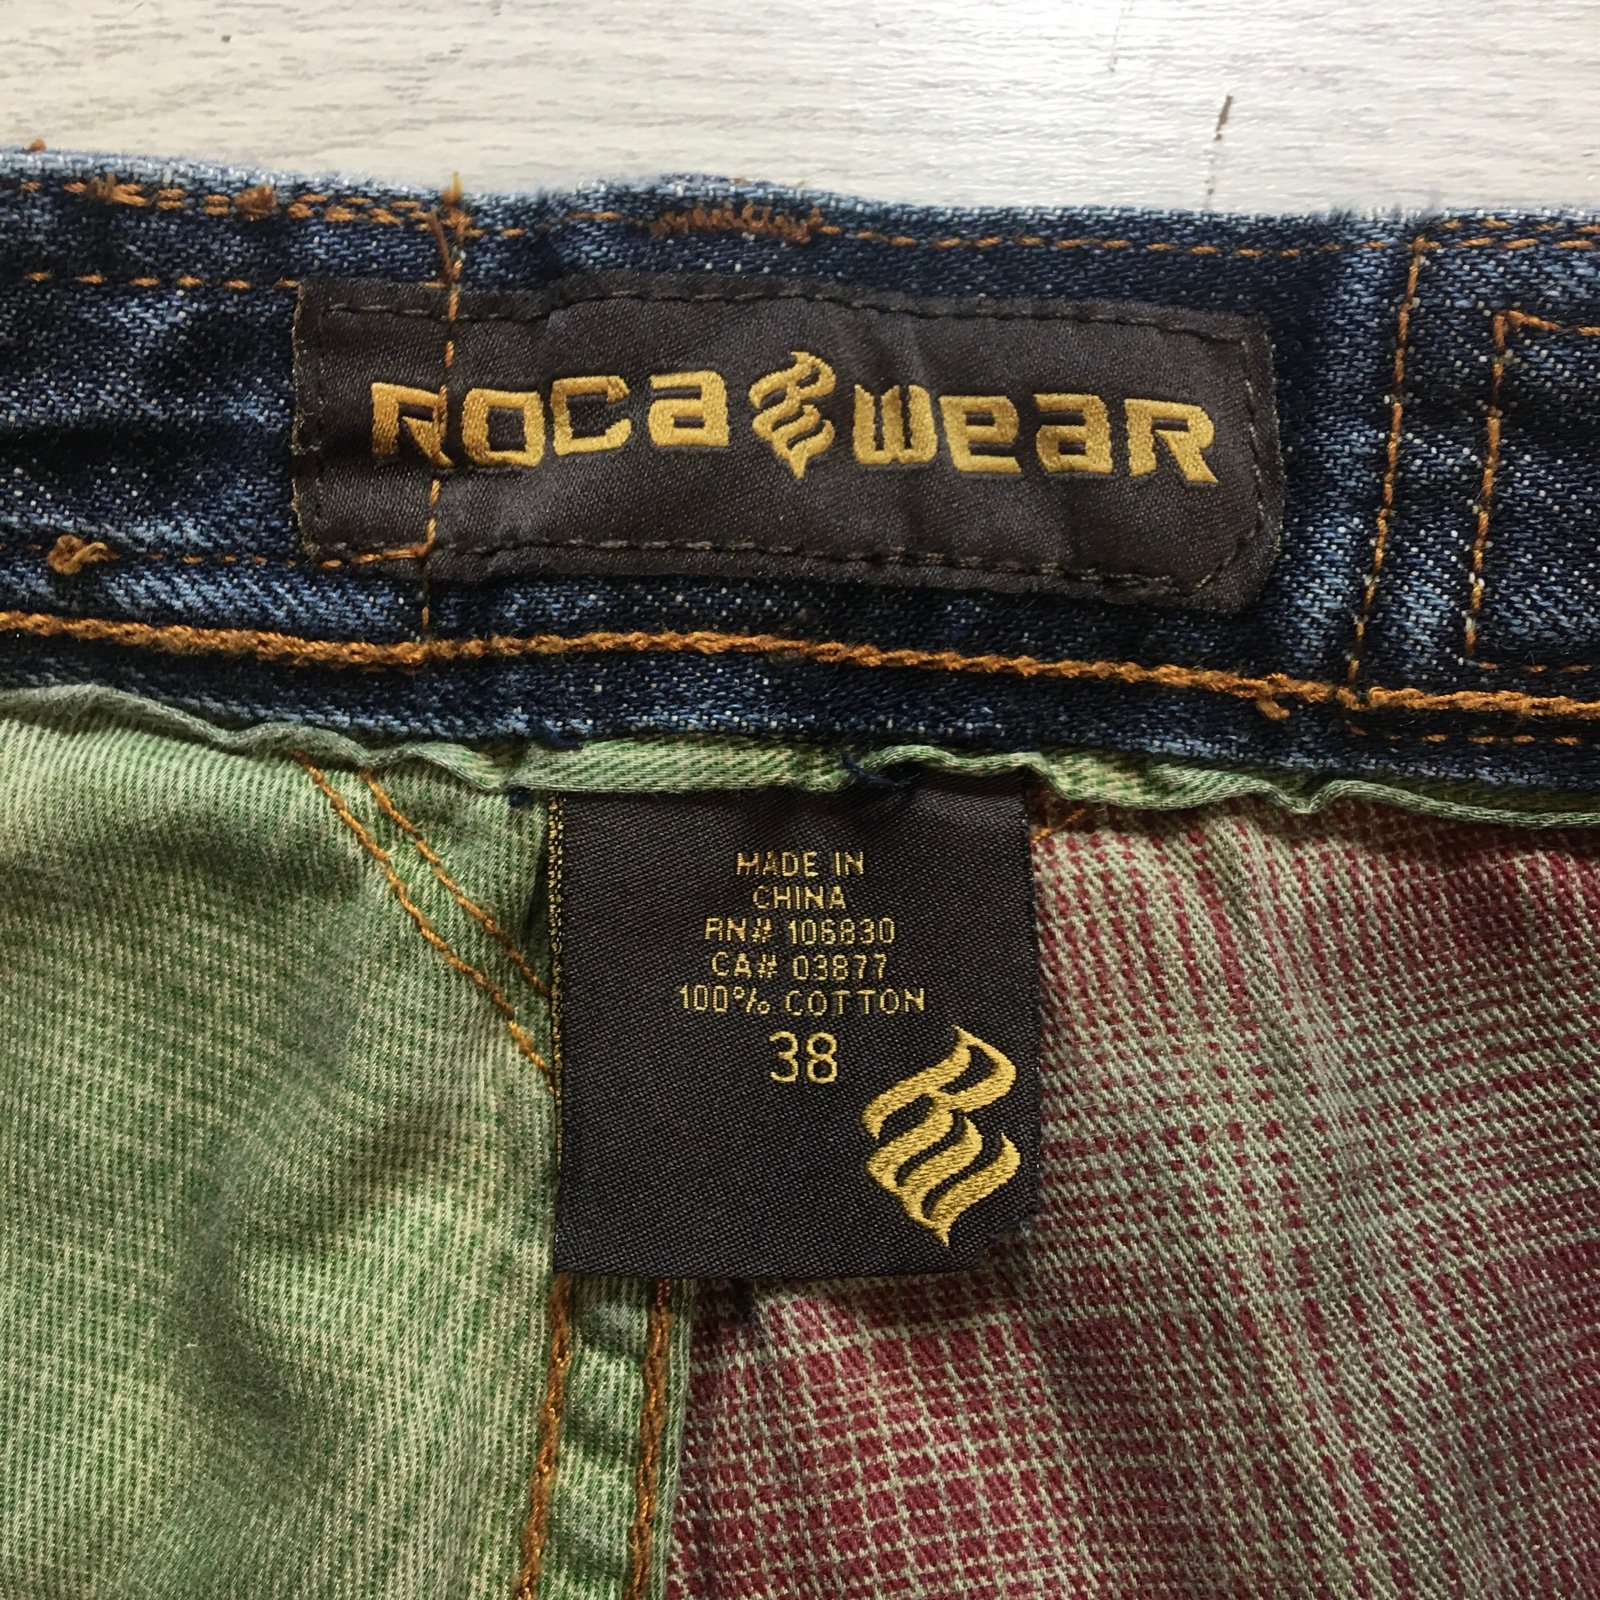 ROCA WEAR
MADE IN
CHINA
RN# 106830
CA# 03877
100% COTTON
38